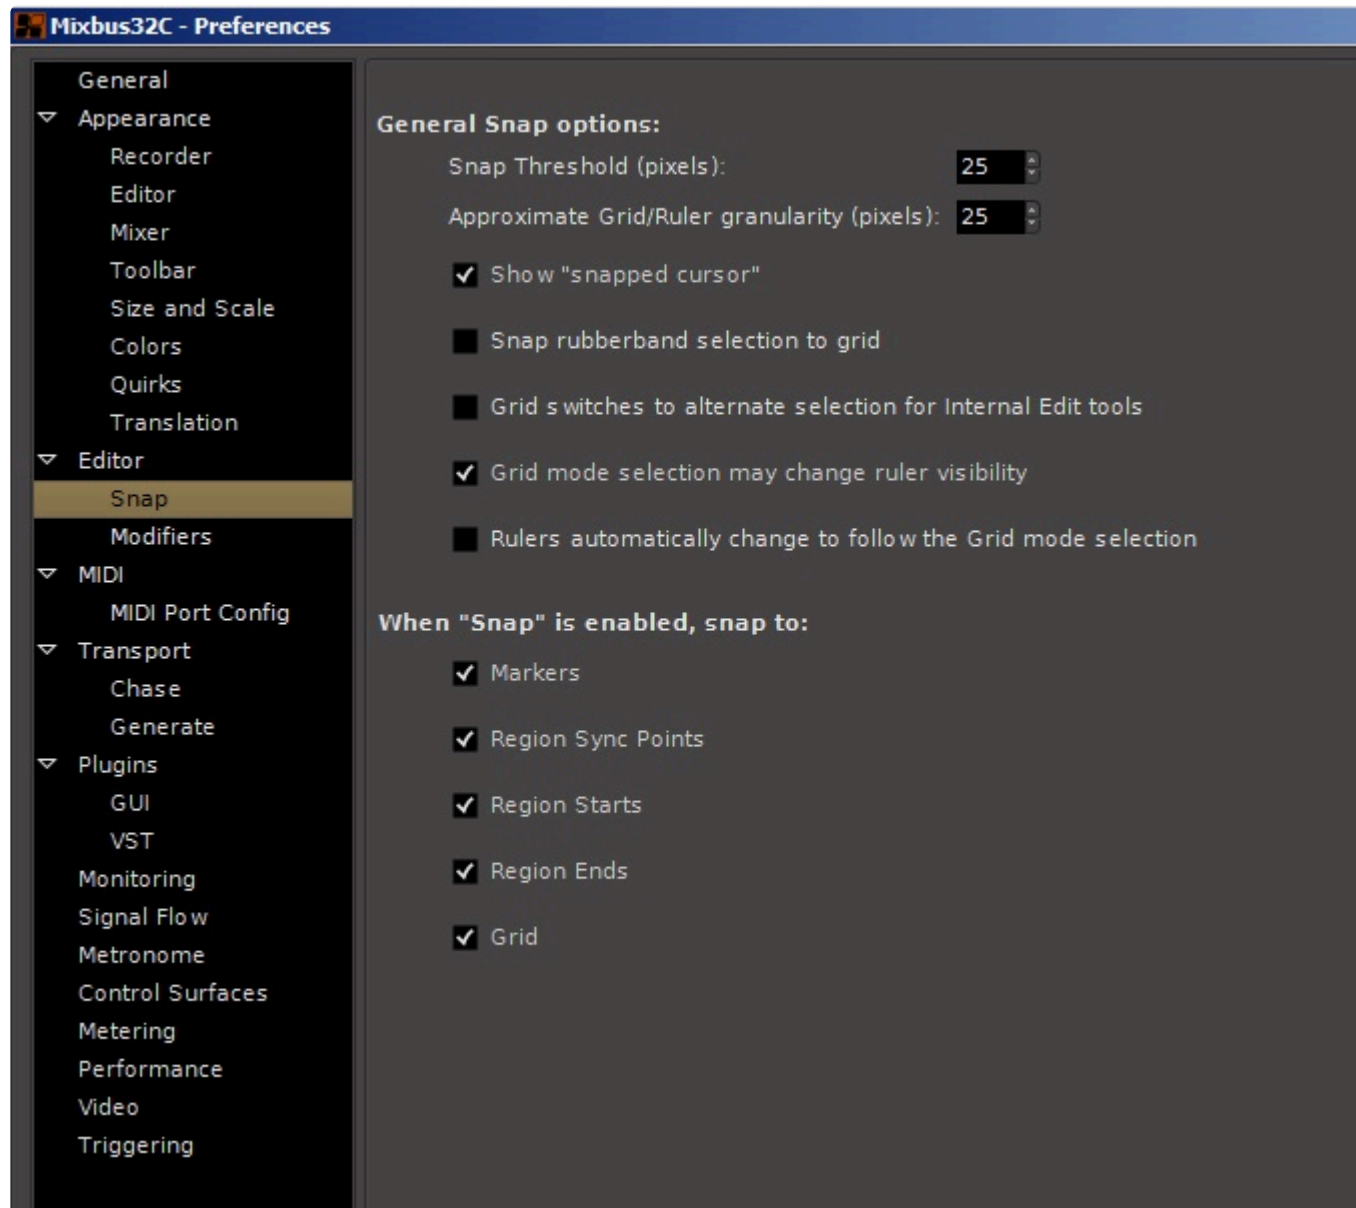 Mixbus32C - Preferences
General
Appearance
Recorder
Editor
Mixer
Toolbar
Size and Scale
Colors
Quirks
Translation
Editor
Snap
Modifiers
MIDI
MIDI Port Config
Transport
Chase
Generate
Plugins
GUI
VST
Monitoring
Signal Flow
Metronome
Control Surfaces
Metering
Performance
Video
Triggering
General Snap options:
Snap Threshold (pixels): 25
Approximate Grid/Ruler granularity (pixels): 25
Show "snapped cursor"
Snap rubberband selection to grid
Grid switches to alternate selection for Internal Edit tools
Grid mode selection may change ruler visibility
Rulers automatically change to follow the Grid mode selection
When "Snap" is enabled, snap to:
Markers
Region Sync Points
Region Starts
Region Ends
Grid